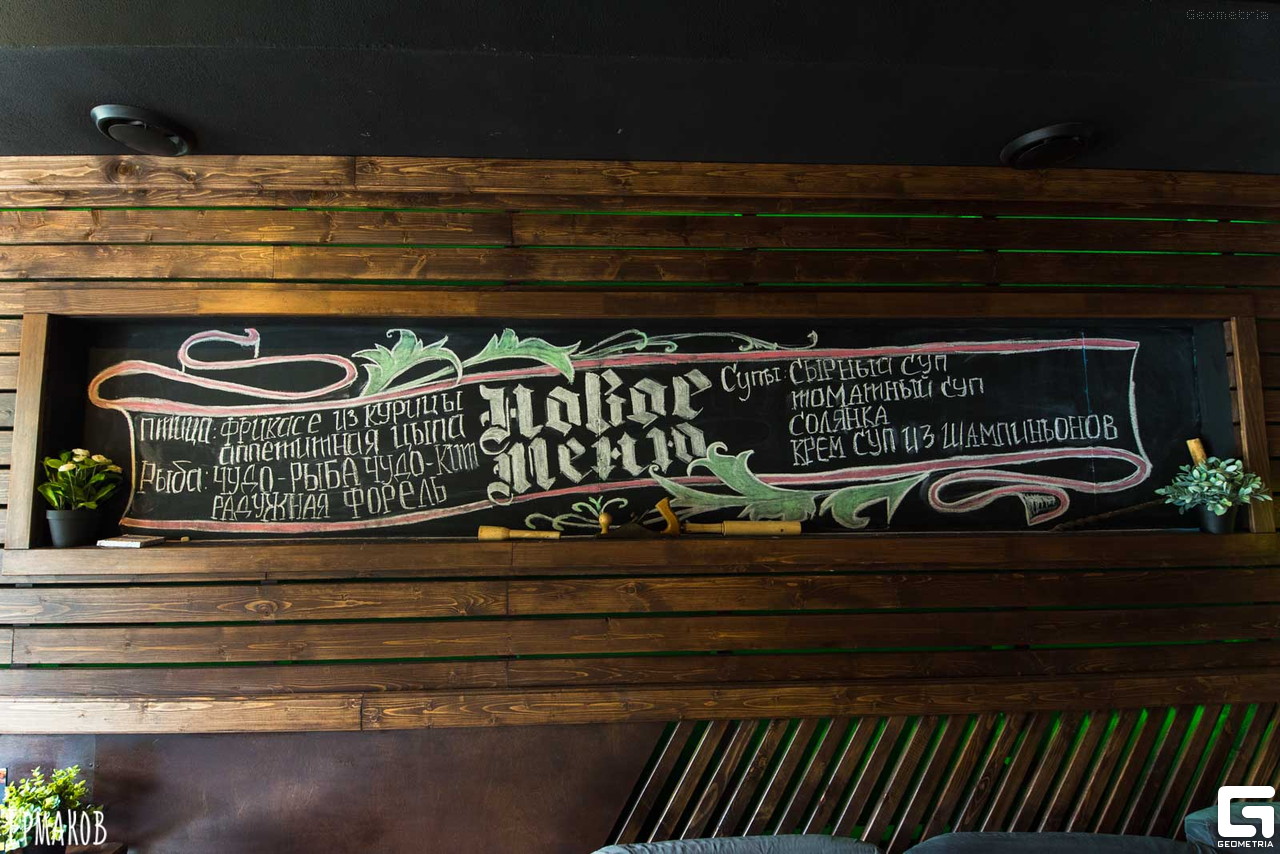 Geometria
птица: фрикасе из курицы
аппетитная цыпа
Рыба: чудо-рыба чудо-кит
радужная форель
Новое
меню
Супы: Сырный суп
томатный суп
солянка
крем суп из шампиньонов
ЕРМАКОВ
GEOMETRIA